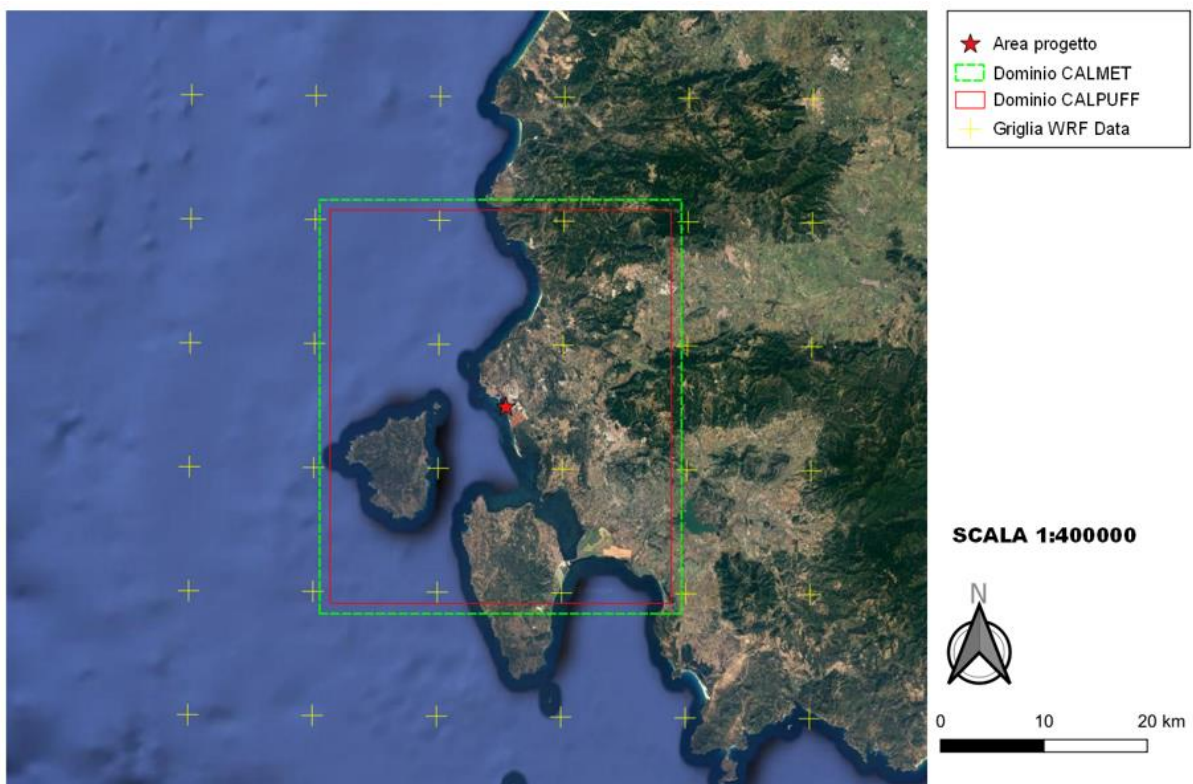 Area progetto
Dominio CALMET
Dominio CALPUFF
Griglia WRF Data
SCALA 1:400000
N
0 10 20 km